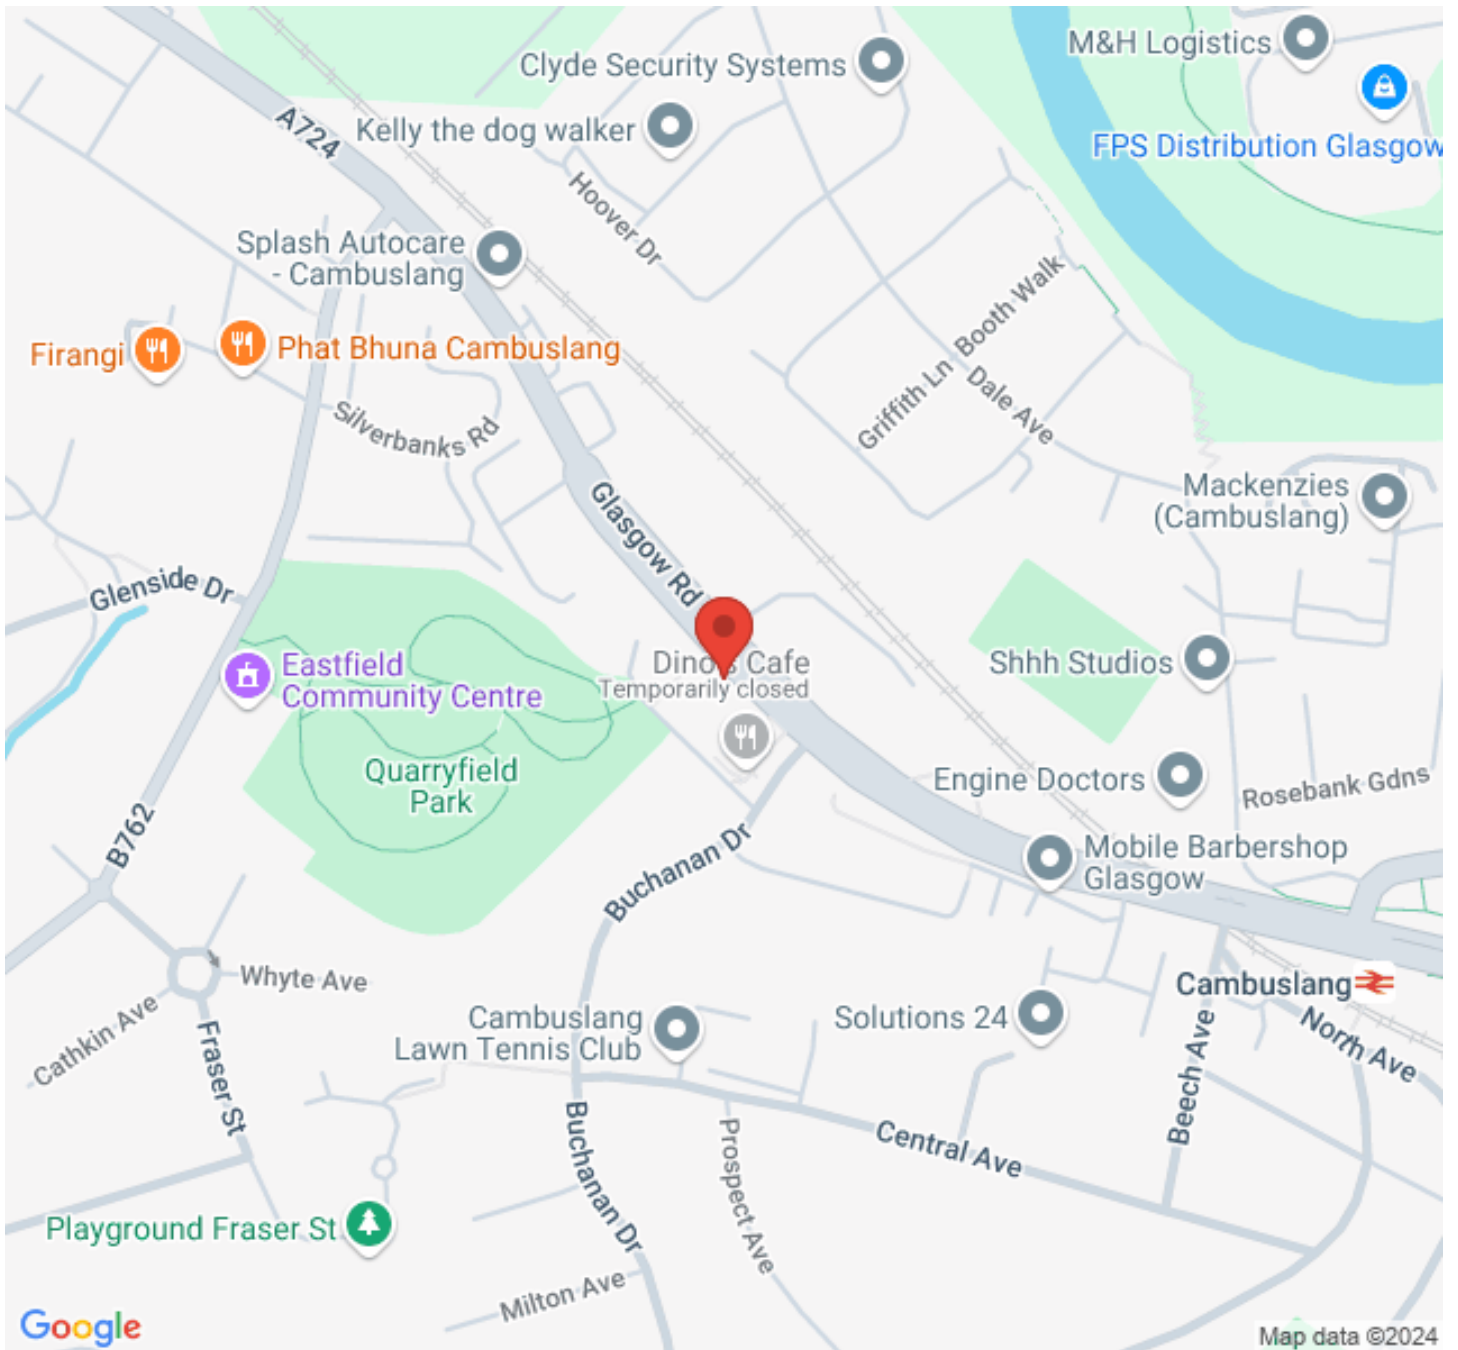 M&H Logistics
Clyde Security Systems
Kelly the dog walker
FPS Distribution Glasgow
A724
Hoover Dr
Splash Autocare
- Cambuslang
Booth Walk
Griffith Ln
Dale Ave
Firangi
Phat Bhuna Cambuslang
Silverbanks Rd
Glasgow Rd
Mackenzies
(Cambuslang)
Glenside Dr
Dino's Cafe
Temporarily closed
Eastfield
Community Centre
Shhh Studios
Quarryfield
Park
Engine Doctors
Rosebank Gdns
B762
Buchanan Dr
Mobile Barbershop
Glasgow
Whyte Ave
Cathkin Ave
Fraser St
Cambuslang
Lawn Tennis Club
Solutions 24
Cambuslang
North Ave
Beech Ave
Buchanan Dr
Prospect Ave
Central Ave
Playground Fraser St
Milton Ave
Google
Map data ©2024